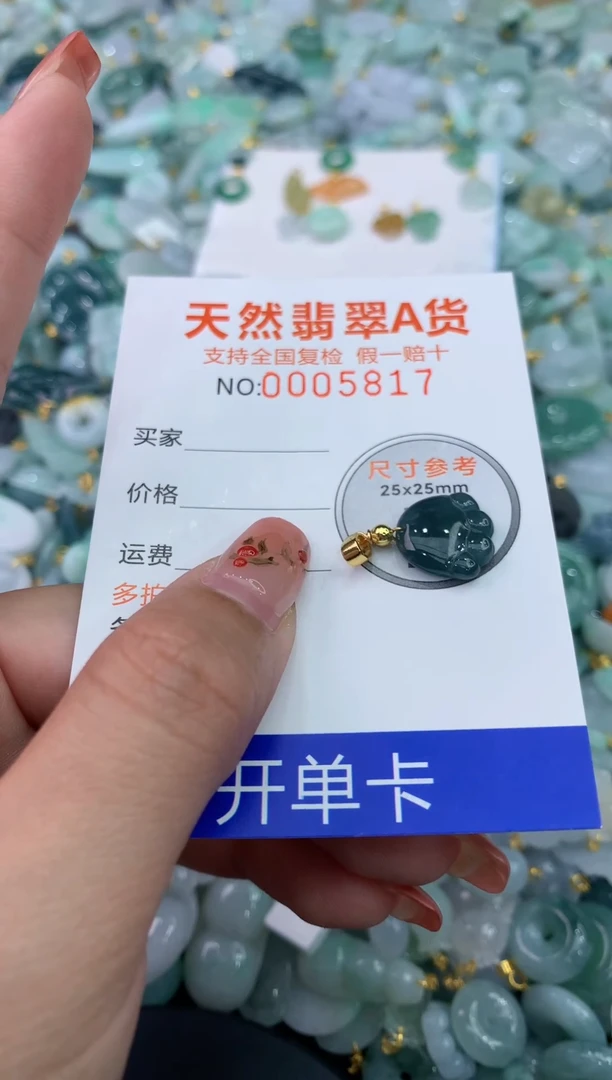 天然翡翠A货
支持全国复检 假一赔十
NO:0005817
买家
价格
运费
尺寸参考
25x25mm
多拍
开单卡